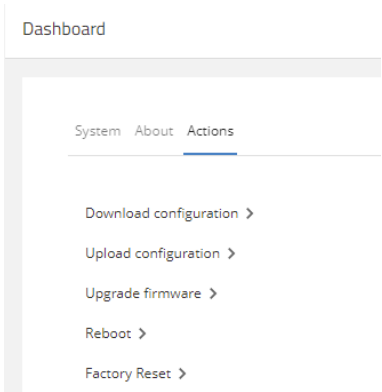 Dashboard
System About Actions
Download configuration
Upload configuration
Upgrade firmware
Reboot
Factory Reset